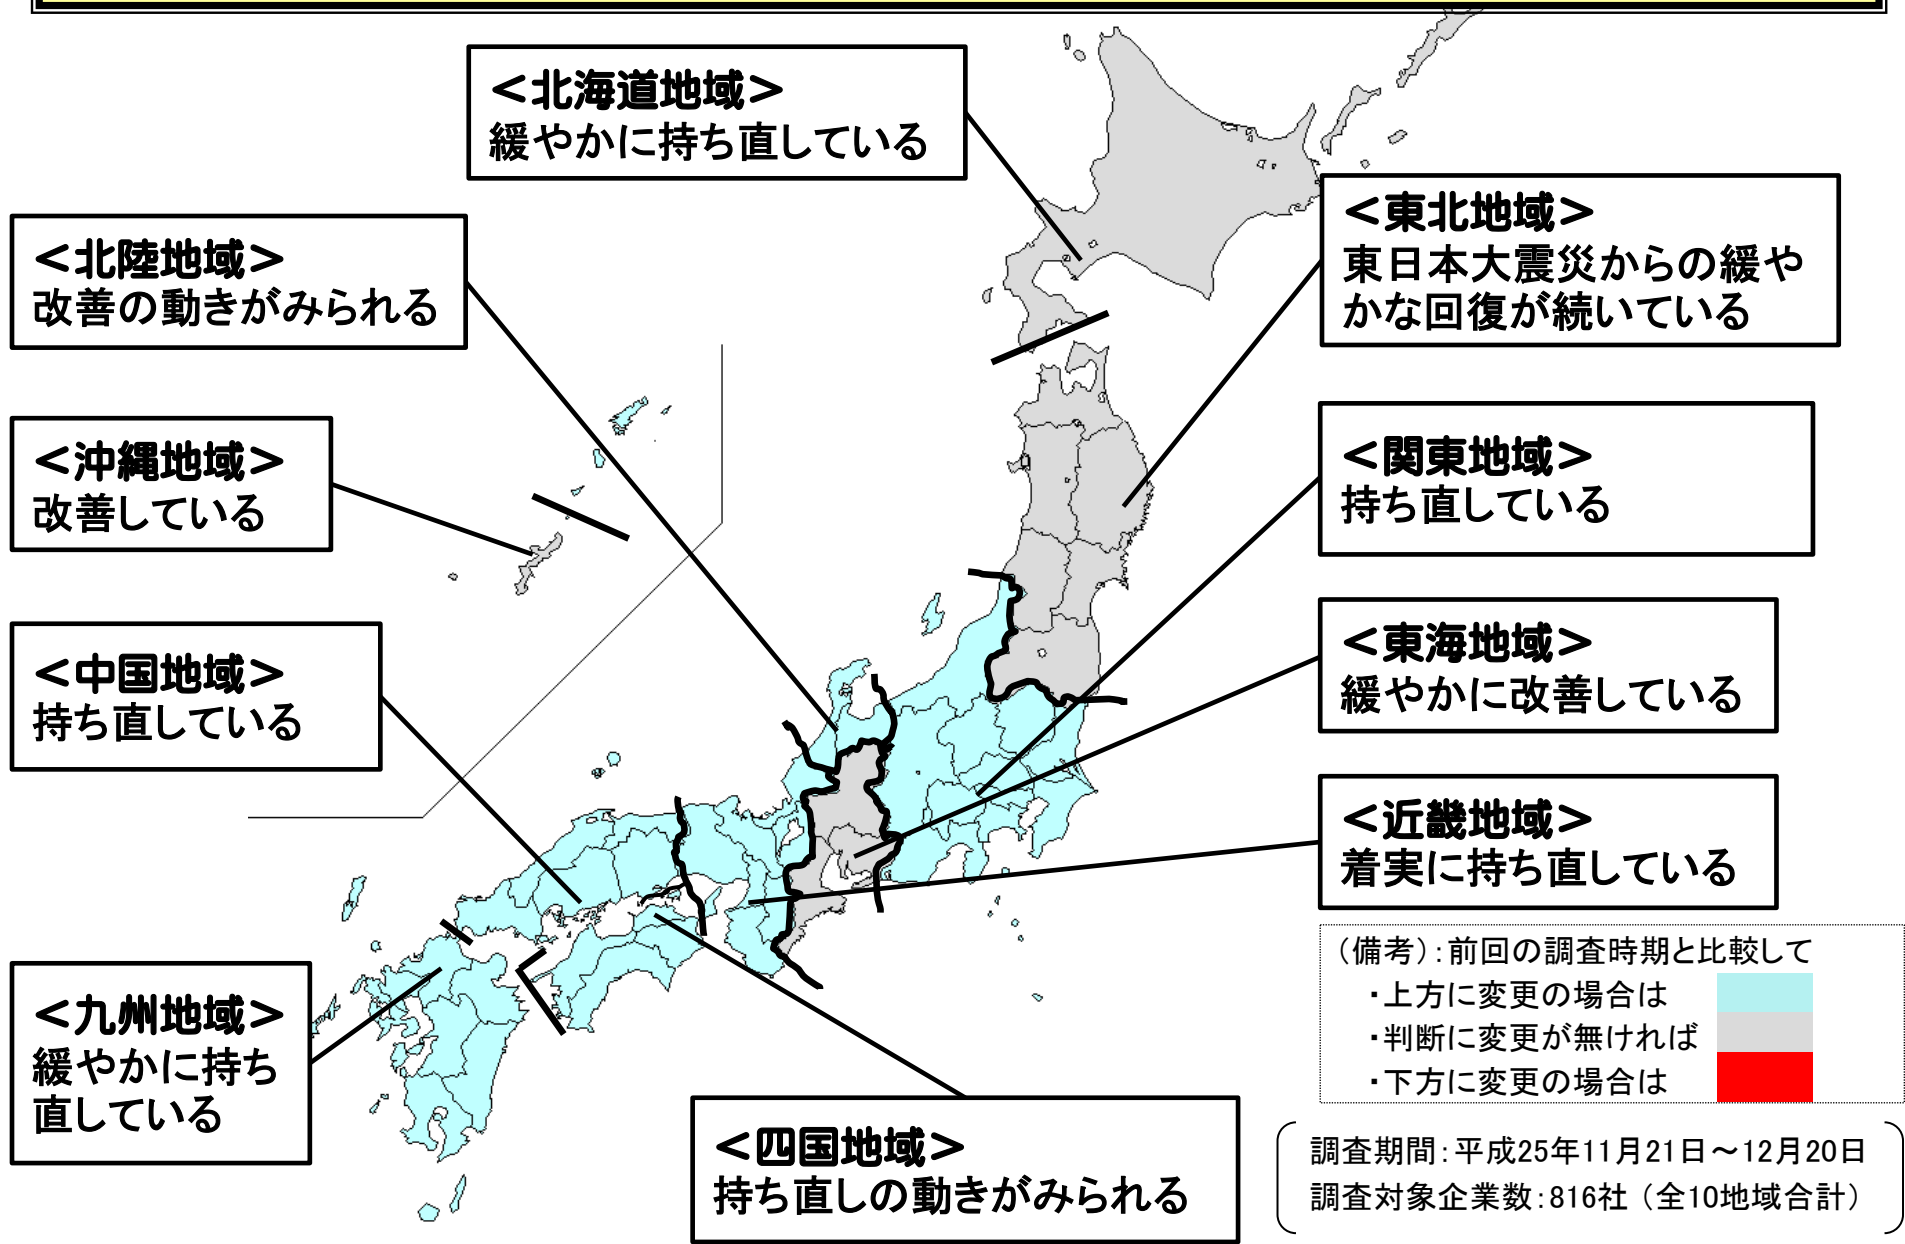 ＜北海道地域＞
緩やかに持ち直している
＜東北地域＞
東日本大震災からの緩や
かな回復が続いている
＜北陸地域＞
改善の動きがみられる
＜沖縄地域＞
改善している
＜関東地域＞
持ち直している
＜中国地域＞
持ち直している
＜東海地域＞
緩やかに改善している
＜近畿地域＞
着実に持ち直している
＜九州地域＞
緩やかに持ち
直している
＜四国地域＞
持ち直しの動きがみられる
（備考）：前回の調査時期と比較して
・上方に変更の場合は
・判断に変更が無ければ
・下方に変更の場合は
調査期間：平成25年11月21日～12月20日
調査対象企業数：816社（全10地域合計）